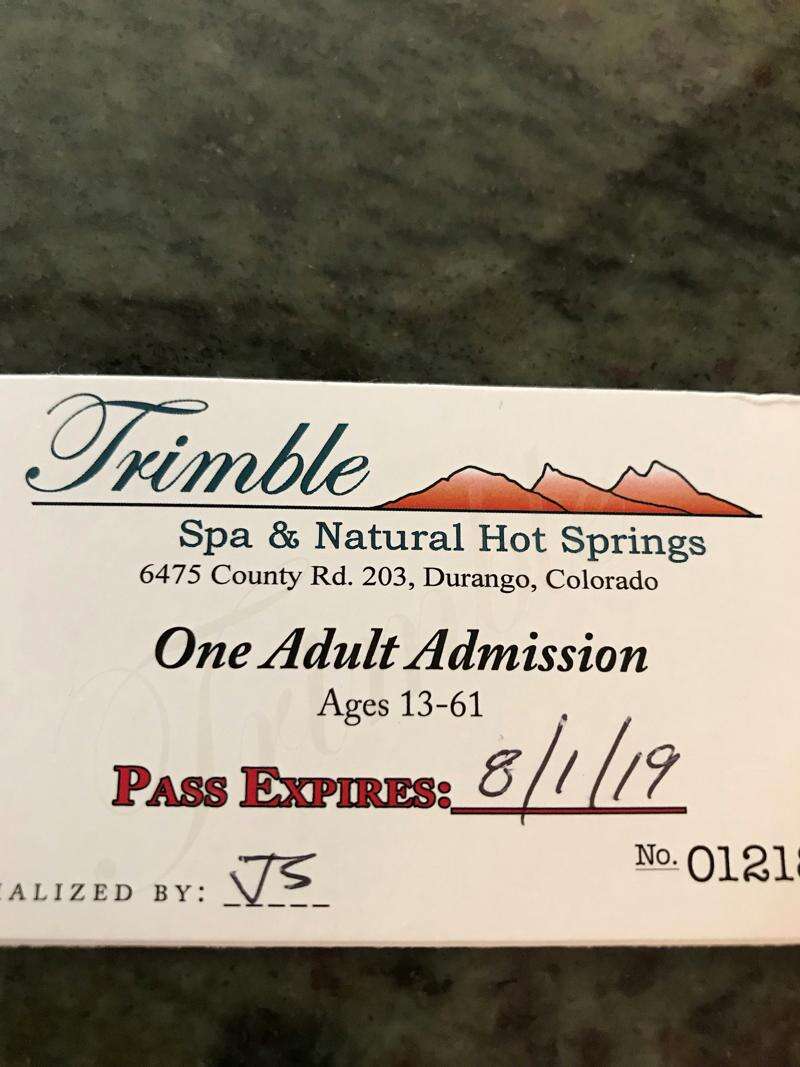 Trimble
Spa & Natural Hot Springs
6475 County Rd. 203, Durango, Colorado
One Adult Admission
Ages 13-61
PASS EXPIRES: 8/1/19
No. 0121
IALIZED BY: JS